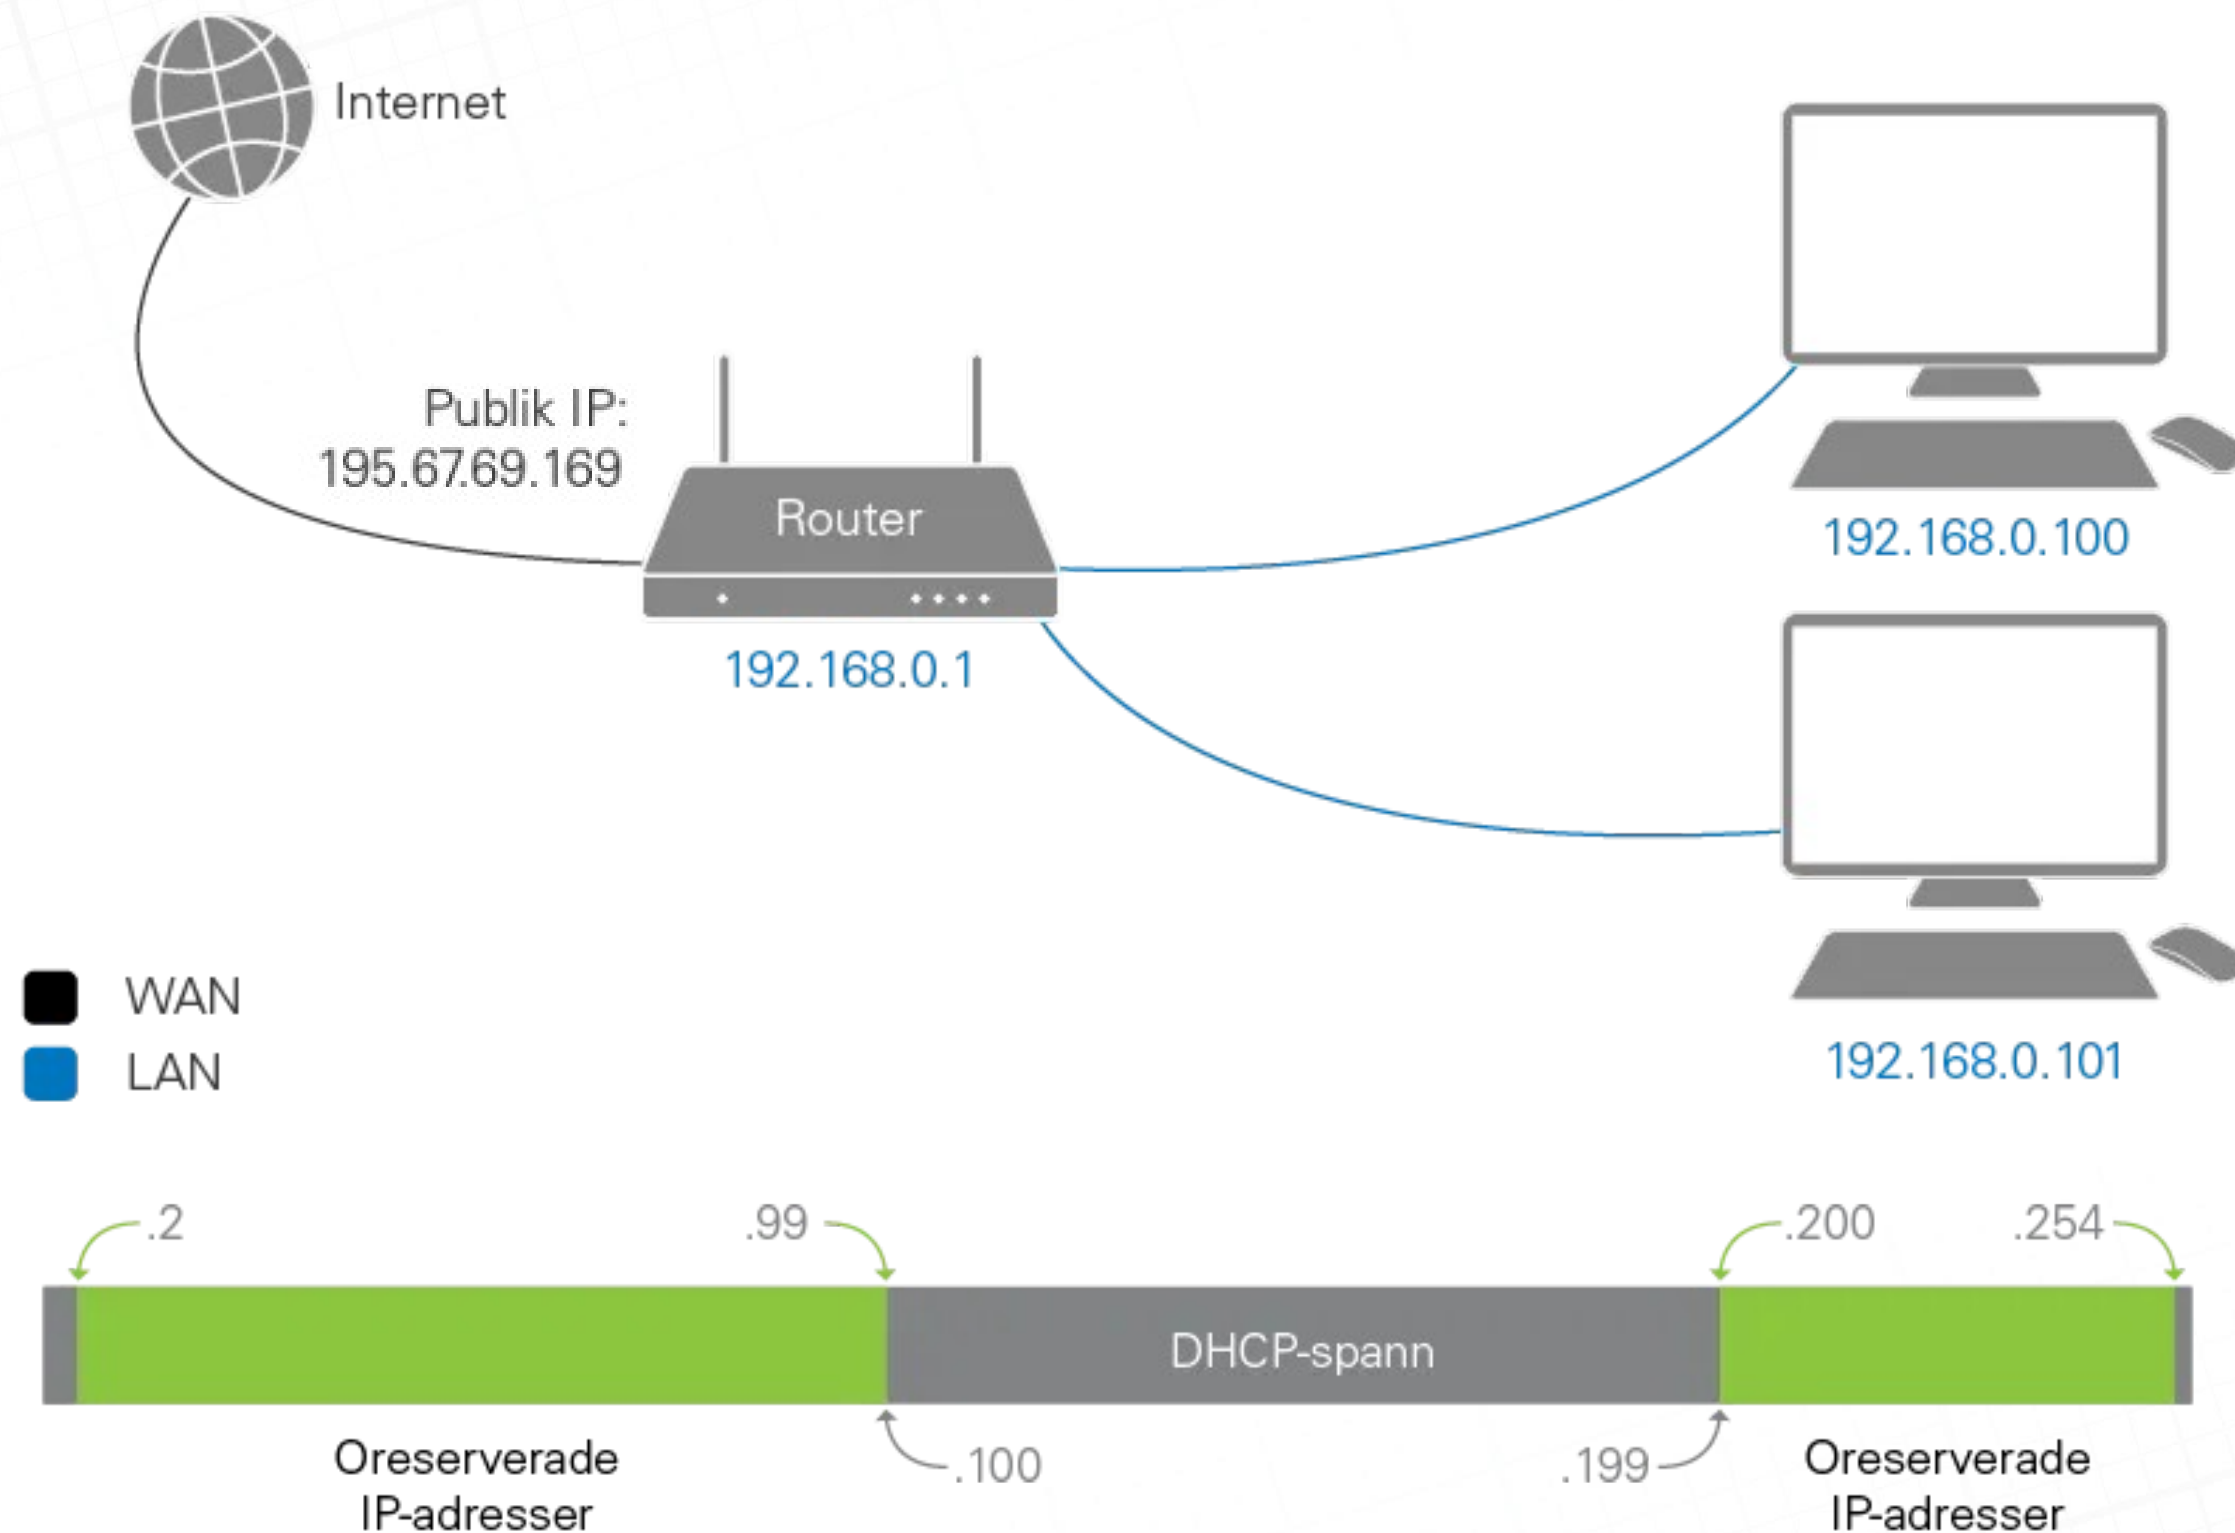 Internet
Publik IP:
195.67.69.169
Router
192.168.0.1
192.168.0.100
192.168.0.101
WAN
LAN
.2
.99
.200
.254
DHCP-spann
.100
.199
Oreserverade
IP-adresser
Oreserverade
IP-adresser